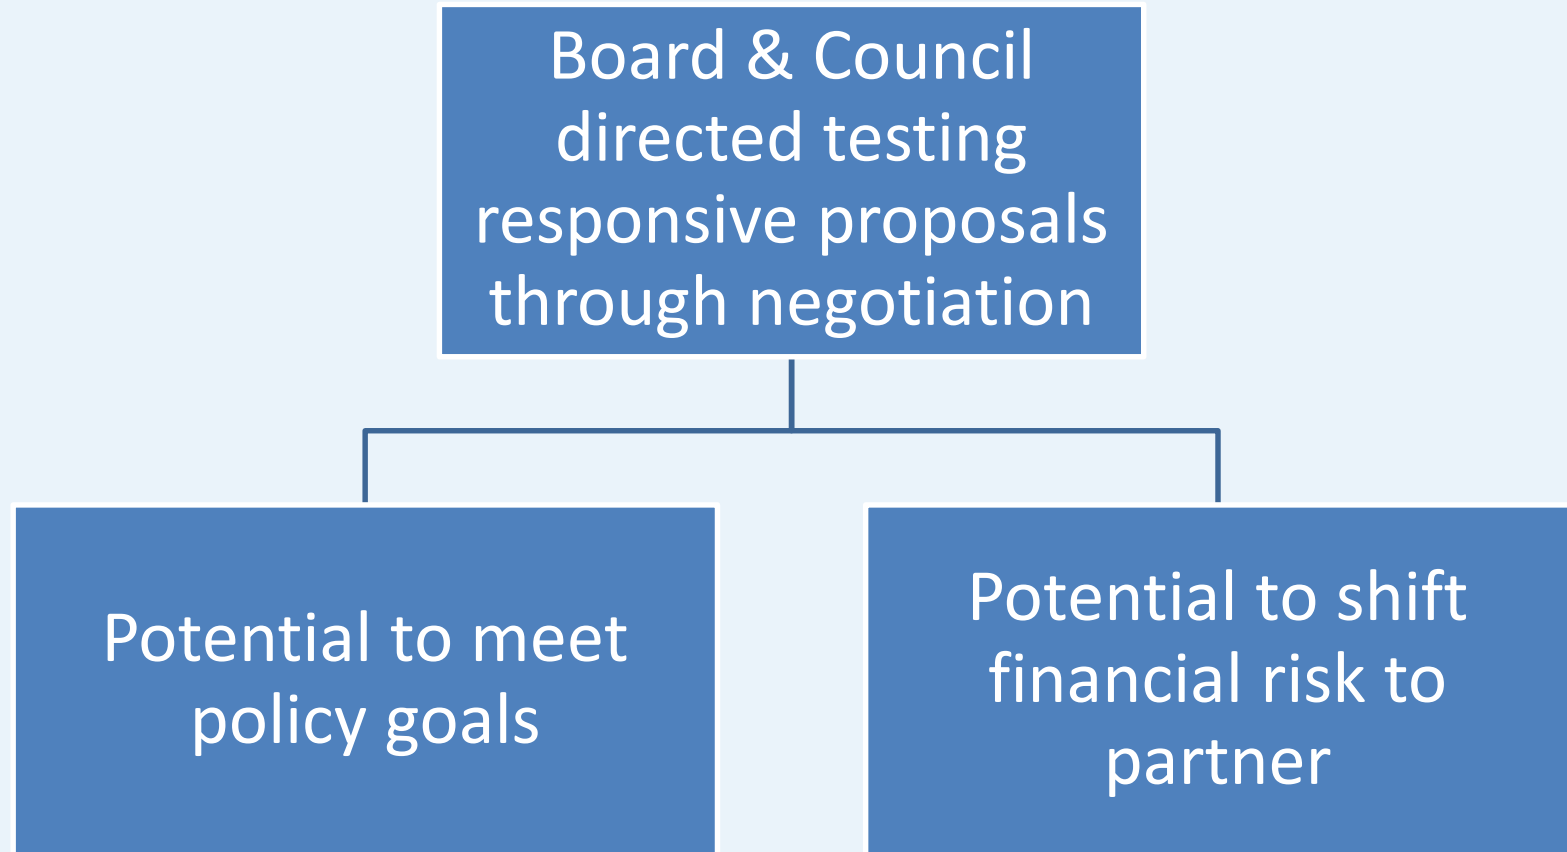 Board & Council
directed testing
responsive proposals
through negotiation
Potential to meet
policy goals
Potential to shift
financial risk to
partner